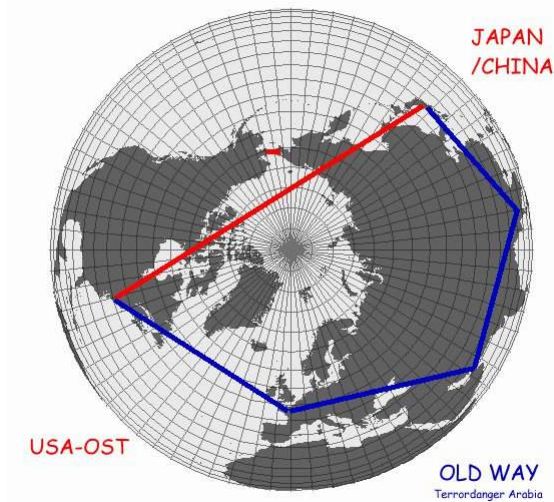 JAPAN
/CHINA
USA-OST
OLD WAY
Terrordanger Arabia